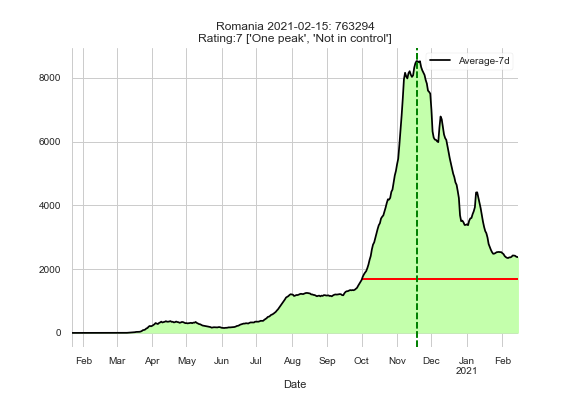 Romania 2021-02-15: 763294
Rating:7 ['One peak', 'Not in control']
Average-7d
8000
6000
4000
2000
0
Feb Mar Apr May Jun Jul Aug Sep Oct Nov Dec Jan Feb
2021
Date